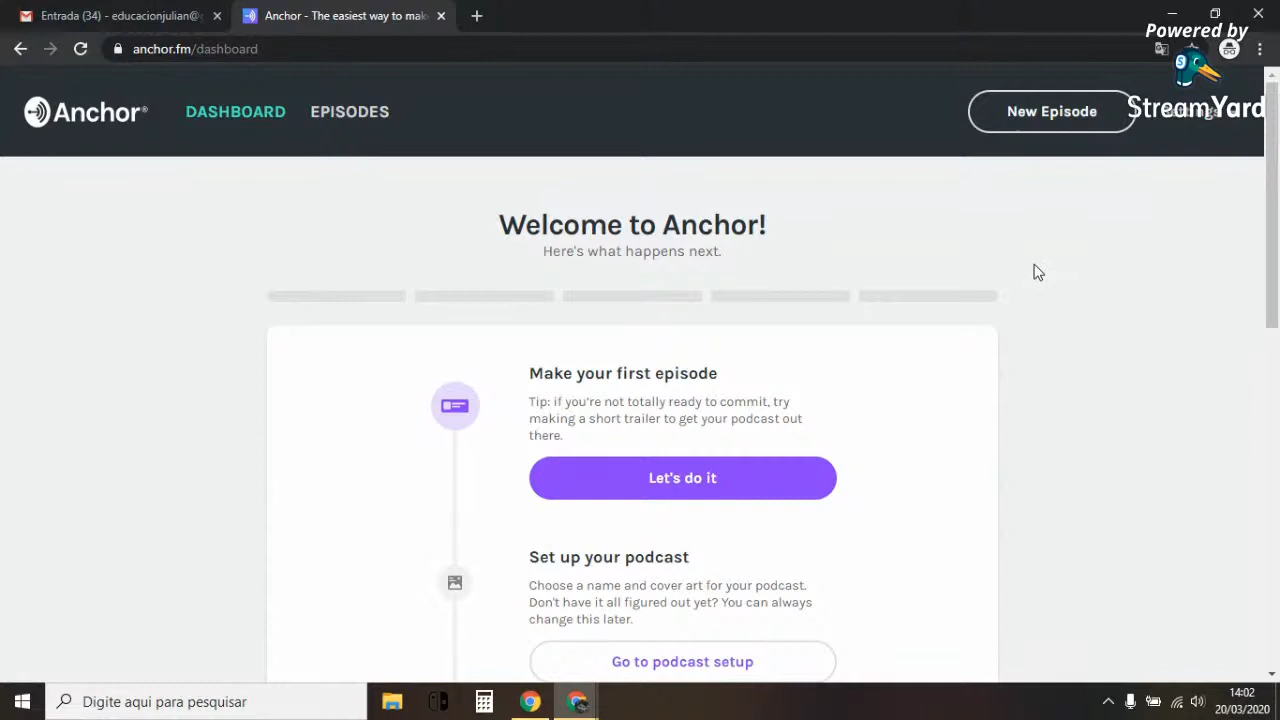 Entrada (34) - educacionjulian@
Anchor - The easiest way to mak
Powered by
StreamYard
anchor.fm/dashboard
Anchor®
DASHBOARD
EPISODES
New Episode
Welcome to Anchor!
Here's what happens next.
Make your first episode
Tip: if you're not totally ready to commit, try
making a short trailer to get your podcast out
there.
Let's do it
Set up your podcast
Choose a name and cover art for your podcast.
Don't have it all figured out yet? You can always
change this later.
Go to podcast setup
Digite aqui para pesquisar
14:02
20/03/2020